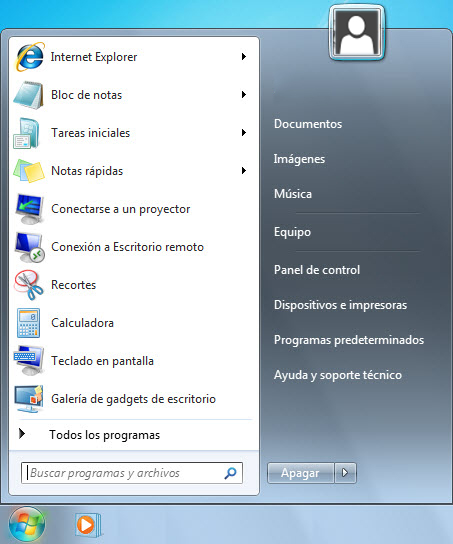 Internet Explorer
Bloc de notas
Tareas iniciales
Notas rápidas
Conectarse a un proyector
Conexión a Escritorio remoto
Recortes
Calculadora
Teclado en pantalla
Galería de gadgets de escritorio
Todos los programas
Buscar programas y archivos
Documentos
Imágenes
Música
Equipo
Panel de control
Dispositivos e impresoras
Programas predeterminados
Ayuda y soporte técnico
Apagar